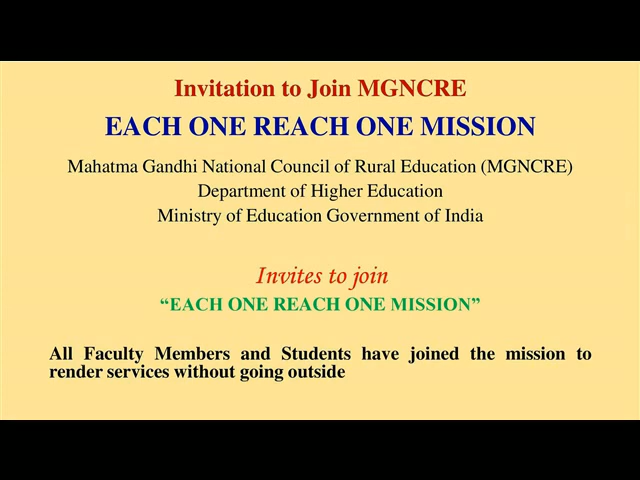 Invitation to Join MGNCRE
EACH ONE REACH ONE MISSION
Mahatma Gandhi National Council of Rural Education (MGNCRE)
Department of Higher Education
Ministry of Education Government of India
Invites to join
“EACH ONE REACH ONE MISSION”
All Faculty Members and Students have joined the mission to
render services without going outside